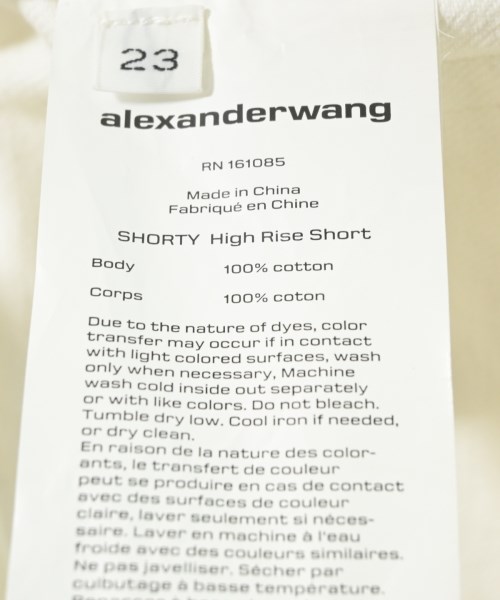 23
alexanderwang
RN 161085
Made in China
Fabriqué en Chine
SHORTY High Rise Short
Body 100% cotton
Corps 100% coton
Due to the nature of dyes, color
transfer may occur if in contact
with light colored surfaces, wash
only when necessary, Machine
wash cold inside out separately
or with like colors. Do not bleach.
Tumble dry low. Cool iron if needed,
or dry clean.
En raison de la nature des color-
ants, le transfert de couleur
peut se produire en cas de contact
avec des surfaces de couleur
claire, laver seulement si néces-
saire. Laver en machine à l'eau
froide avec des couleurs similaires.
Ne pas javelliser. Sécher par
culbutage à basse température.